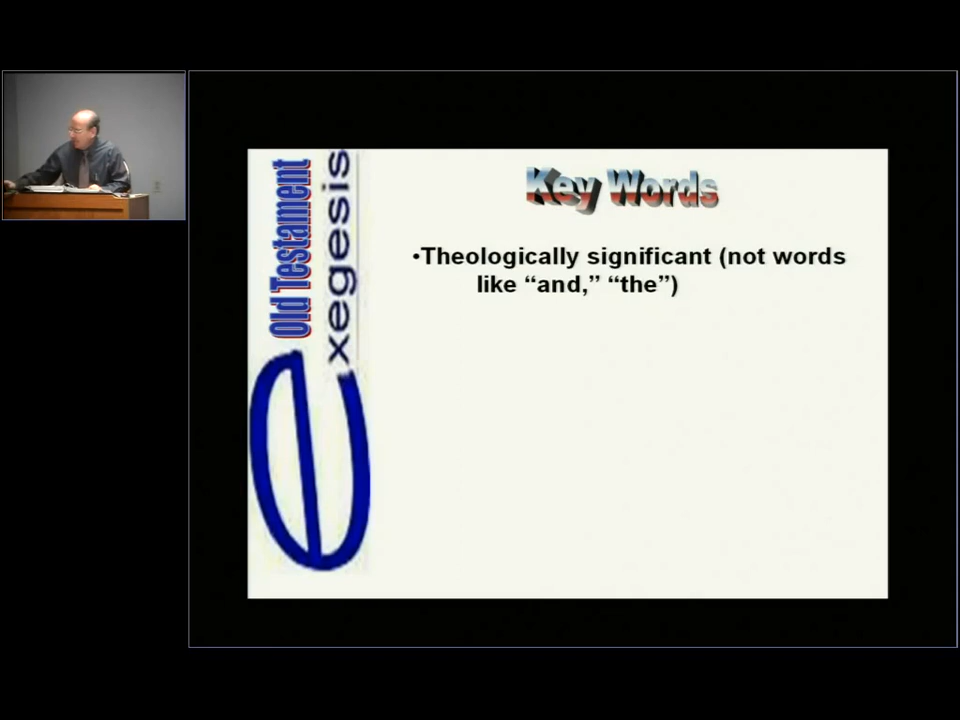 Old Testament
exegesis
Key Words
•Theologically significant (not words
like “and,” “the”)